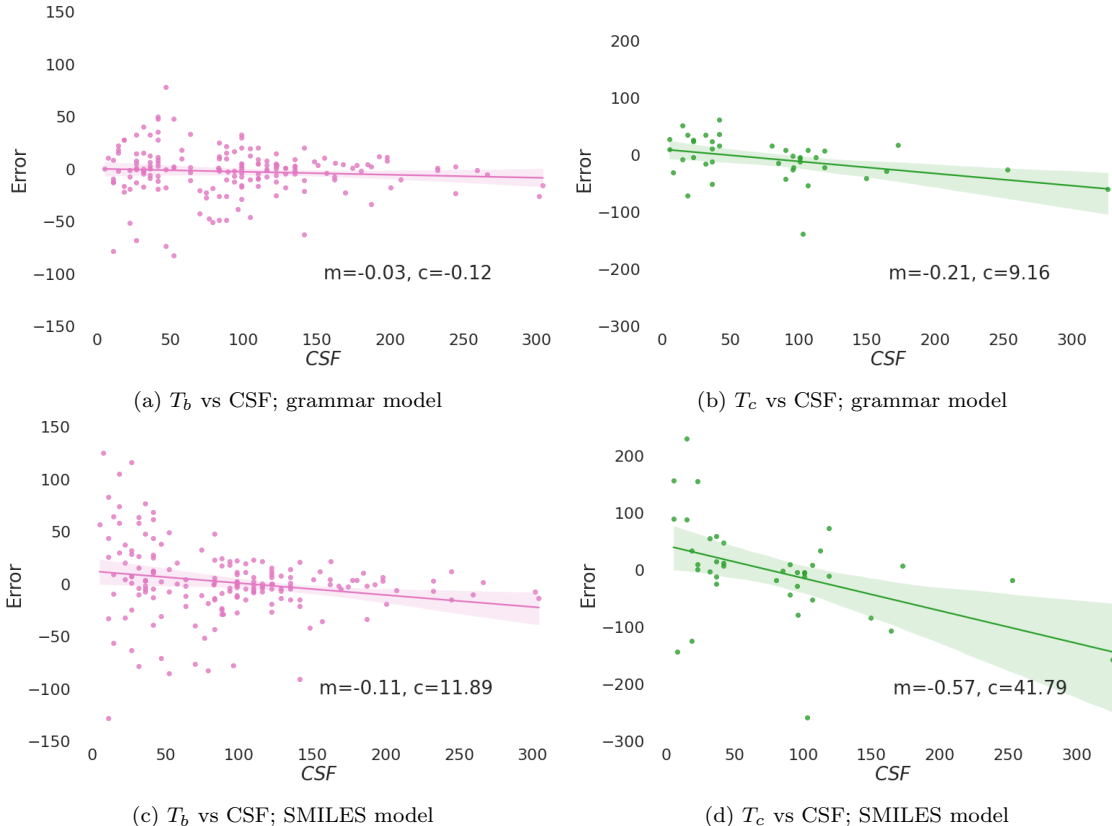 150
100
50
0
−50
−100
−150
Error
m=-0.03, c=-0.12
0 50 100 150 200 250 300
CSF
(a) T_b vs CSF; grammar model
200
100
0
−100
−200
−300
Error
m=-0.21, c=9.16
0 50 100 150 200 250 300
CSF
(b) T_c vs CSF; grammar model
150
100
50
0
−50
−100
−150
Error
m=-0.11, c=11.89
0 50 100 150 200 250 300
CSF
(c) T_b vs CSF; SMILES model
200
100
0
−100
−200
−300
Error
m=-0.57, c=41.79
0 50 100 150 200 250 300
CSF
(d) T_c vs CSF; SMILES model